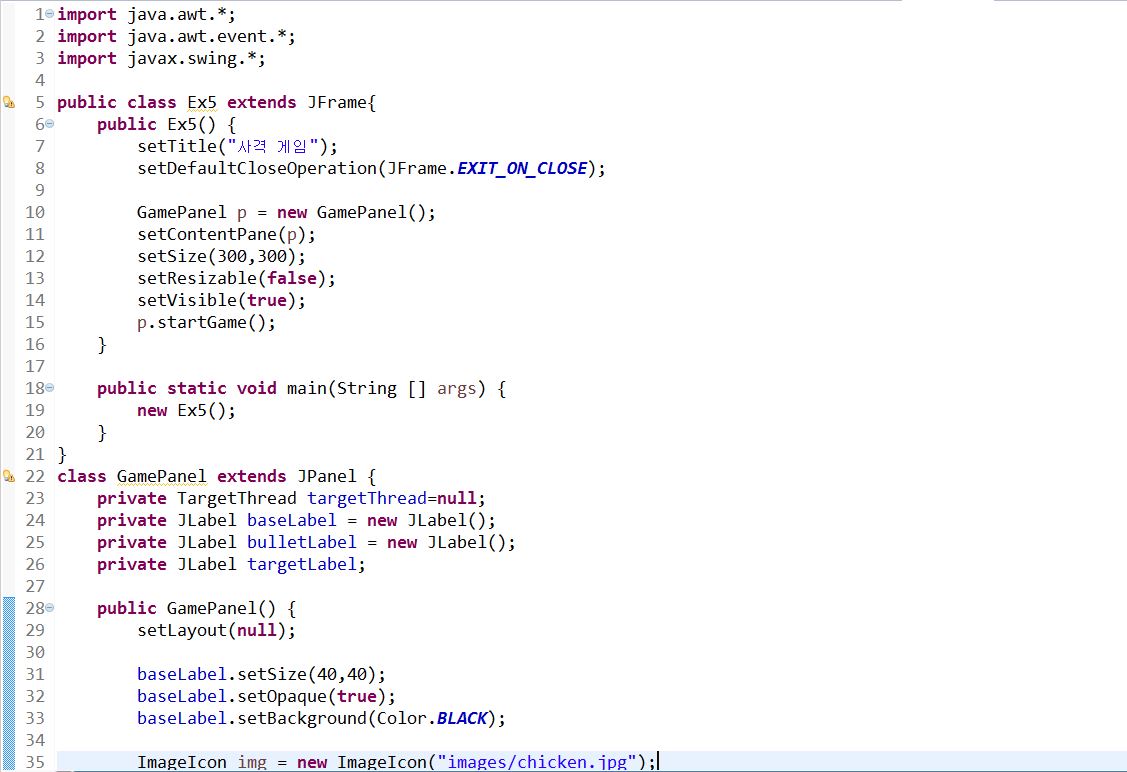 1 import java.awt.*;
2 import java.awt.event.*;
3 import javax.swing.*;
4
5 public class Ex5 extends JFrame{
6     public Ex5() {
7         setTitle("사격 게임");
8         setDefaultCloseOperation(JFrame.EXIT_ON_CLOSE);
9
10         GamePanel p = new GamePanel();
11         setContentPane(p);
12         setSize(300,300);
13         setResizable(false);
14         setVisible(true);
15         p.startGame();
16     }
17
18     public static void main(String [] args) {
19         new Ex5();
20     }
21 }
22 class GamePanel extends JPanel {
23     private TargetThread targetThread=null;
24     private JLabel baseLabel = new JLabel();
25     private JLabel bulletLabel = new JLabel();
26     private JLabel targetLabel;
27
28     public GamePanel() {
29         setLayout(null);
30
31         baseLabel.setSize(40,40);
32         baseLabel.setOpaque(true);
33         baseLabel.setBackground(Color.BLACK);
34
35         ImageIcon img = new ImageIcon("images/chicken.jpg");